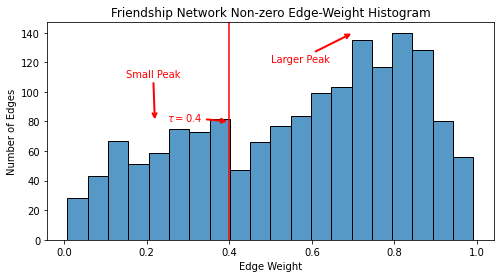 Friendship Network Non-zero Edge-Weight Histogram
140
120
100
80
60
40
20
0
Number of Edges
Small Peak
Larger Peak
τ = 0.4
0.0 0.2 0.4 0.6 0.8 1.0
Edge Weight